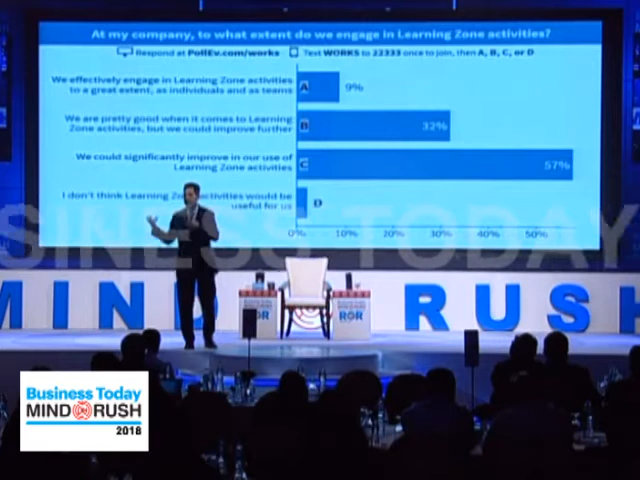 At my company, to what extent do we engage in Learning Zone activities?
Respond at PollEv.com/works Text WORKS to 22333 once to join, then A, B, C, or D
We effectively engage in Learning Zone activities
to a great extent, as individuals and as teams
A 9%
We are pretty good when it comes to Learning
Zone activities, but we could improve further
B 32%
We could significantly improve in our use of
Learning Zone activities
C 57%
I don't think Learning Zone activities would be
useful for us
D
0% 10% 20% 30% 40% 50%
BUSINESS TODAY
MIND RUSH
ROR
Business Today
MIND RUSH
2018